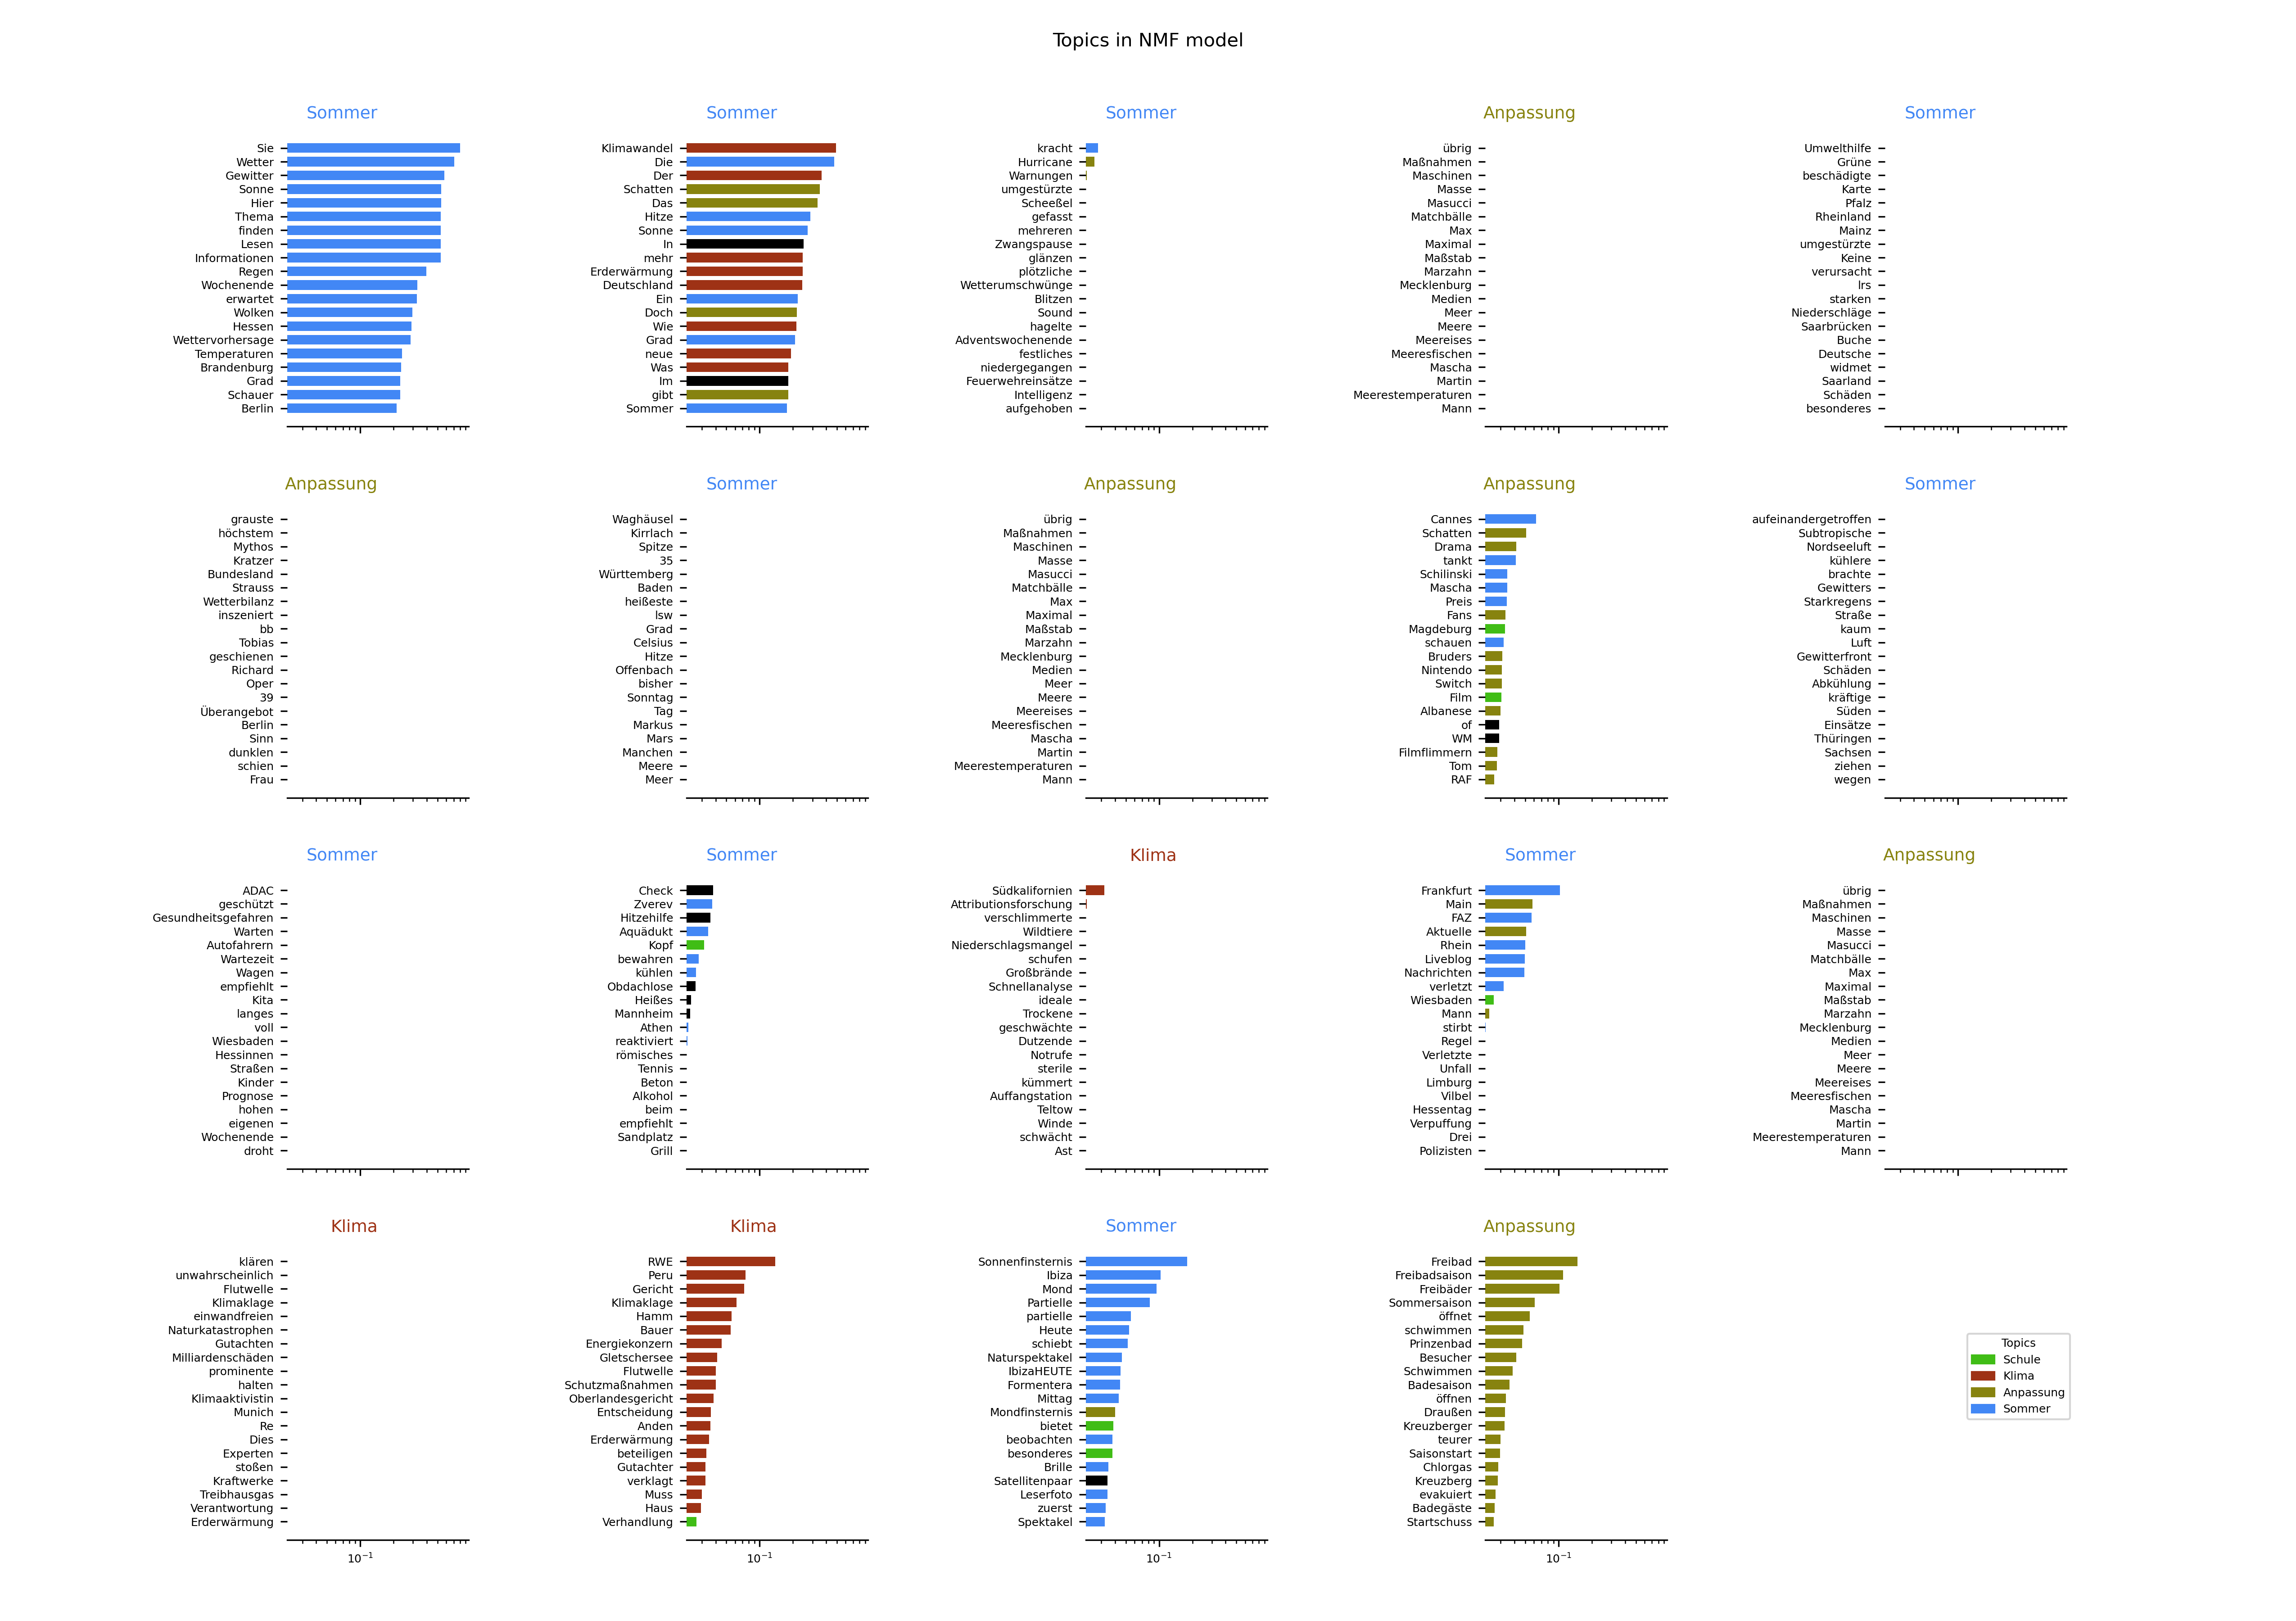 Topics in NMF model
Sommer
Sie
Wetter
Gewitter
Sonne
Hier
Thema
finden
Lesen
Informationen
Regen
Wochenende
erwartet
Wolken
Hessen
Wettervorhersage
Temperaturen
Brandenburg
Grad
Schauer
Berlin
Sommer
Klimawandel
Die
Der
Schatten
Das
Hitze
Sonne
In
mehr
Erderwärmung
Deutschland
Ein
Doch
Wie
Grad
neue
Was
Im
gibt
Sommer
Sommer
kracht
Hurricane
Warnungen
umgestürzte
Scheeßel
gefasst
mehreren
Zwangspause
glänzen
plötzliche
Wetterumschwünge
Blitzen
Sound
hagelte
Adventswochenende
festliches
niedergegangen
Feuerwehreinsätze
Intelligenz
aufgehoben
Anpassung
übrig
Maßnahmen
Maschinen
Masse
Masucci
Matchbälle
Max
Maximal
Maßstab
Marzahn
Mecklenburg
Medien
Meer
Meere
Meereises
Meeresfischen
Mascha
Martin
Meerestemperaturen
Mann
Sommer
Umwelthilfe
Grüne
beschädigte
Karte
Pfalz
Rheinland
Mainz
umgestürzte
Keine
verursacht
lrs
starken
Niederschläge
Saarbrücken
Buche
Deutsche
widmet
Saarland
Schäden
besonderes
Anpassung
grauste
höchstem
Mythos
Kratzer
Bundesland
Strauss
Wetterbilanz
inszeniert
bb
Tobias
geschienen
Richard
Oper
39
Überangebot
Berlin
Sinn
dunklen
schien
Frau
Sommer
Waghäusel
Kirrlach
Spitze
35
Württemberg
Baden
heißeste
lsw
Grad
Celsius
Hitze
Offenbach
bisher
Sonntag
Tag
Markus
Mars
Manchen
Meere
Meer
Anpassung
übrig
Maßnahmen
Maschinen
Masse
Masucci
Matchbälle
Max
Maximal
Maßstab
Marzahn
Mecklenburg
Medien
Meer
Meere
Meereises
Meeresfischen
Mascha
Martin
Meerestemperaturen
Mann
Anpassung
Cannes
Schatten
Drama
tankt
Schilinski
Mascha
Preis
Fans
Magdeburg
schauen
Bruders
Nintendo
Switch
Film
Albanese
of
WM
Filmflimmern
Tom
RAF
Sommer
aufeinandergetroffen
Subtropische
Nordseeluft
kühlere
brachte
Gewitters
Starkregens
Straße
kaum
Luft
Gewitterfront
Schäden
Abkühlung
kräftige
Süden
Einsätze
Thüringen
Sachsen
ziehen
wegen
Sommer
ADAC
geschützt
Gesundheitsgefahren
Warten
Autofahrern
Wartezeit
Wagen
empfiehlt
Kita
langes
voll
Wiesbaden
Hessinnen
Straßen
Kinder
Prognose
hohen
eigenen
Wochenende
droht
Sommer
Check
Zverev
Hitzehilfe
Aquädukt
Kopf
bewahren
kühlen
Obdachlose
Heißes
Mannheim
Athen
reaktiviert
römisches
Tennis
Beton
Alkohol
beim
empfiehlt
Sandplatz
Grill
Klima
Südkalifornien
Attributionsforschung
verschlimmerte
Wildtiere
Niederschlagsmangel
schufen
Großbrände
Schnellanalyse
ideale
Trockene
geschwächte
Dutzende
Notrufe
sterile
kümmert
Auffangstation
Teltow
Winde
schwächt
Ast
Sommer
Frankfurt
Main
FAZ
Aktuelle
Rhein
Liveblog
Nachrichten
verletzt
Wiesbaden
Mann
stirbt
Regel
Verletzte
Unfall
Limburg
Vilbel
Hessentag
Verpuffung
Drei
Polizisten
Anpassung
übrig
Maßnahmen
Maschinen
Masse
Masucci
Matchbälle
Max
Maximal
Maßstab
Marzahn
Mecklenburg
Medien
Meer
Meere
Meereises
Meeresfischen
Mascha
Martin
Meerestemperaturen
Mann
Klima
klären
unwahrscheinlich
Flutwelle
Klimaklage
einwandfreien
Naturkatastrophen
Gutachten
Milliardenschäden
prominente
halten
Klimaaktivistin
Munich
Re
Dies
Experten
stoßen
Kraftwerke
Treibhausgas
Verantwortung
Erderwärmung
10⁻¹
Klima
RWE
Peru
Gericht
Klimaklage
Hamm
Bauer
Energiekonzern
Gletschersee
Flutwelle
Schutzmaßnahmen
Oberlandesgericht
Entscheidung
Anden
Erderwärmung
beteiligen
Gutachter
verklagt
Muss
Haus
Verhandlung
10⁻¹
Sommer
Sonnenfinsternis
Ibiza
Mond
Partielle
partielle
Heute
schiebt
Naturspektakel
IbizaHEUTE
Formentera
Mittag
Mondfinsternis
bietet
beobachten
besonderes
Brille
Satellitenpaar
Leserfoto
zuerst
Spektakel
10⁻¹
Anpassung
Freibad
Freibadsaison
Freibäder
Sommersaison
öffnet
schwimmen
Prinzenbad
Besucher
Schwimmen
Badesaison
öffnen
Draußen
Kreuzberger
teurer
Saisonstart
Chlorgas
Kreuzberg
evakuiert
Badegäste
Startschuss
10⁻¹
Topics
Schule
Klima
Anpassung
Sommer